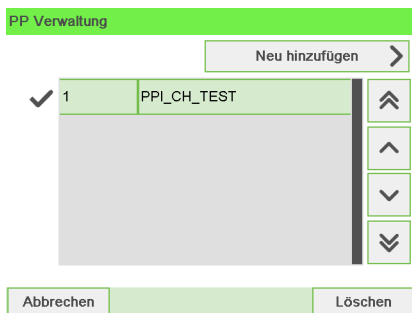 PP Verwaltung
Neu hinzufügen
1 PPI_CH_TEST
Abbrechen Löschen